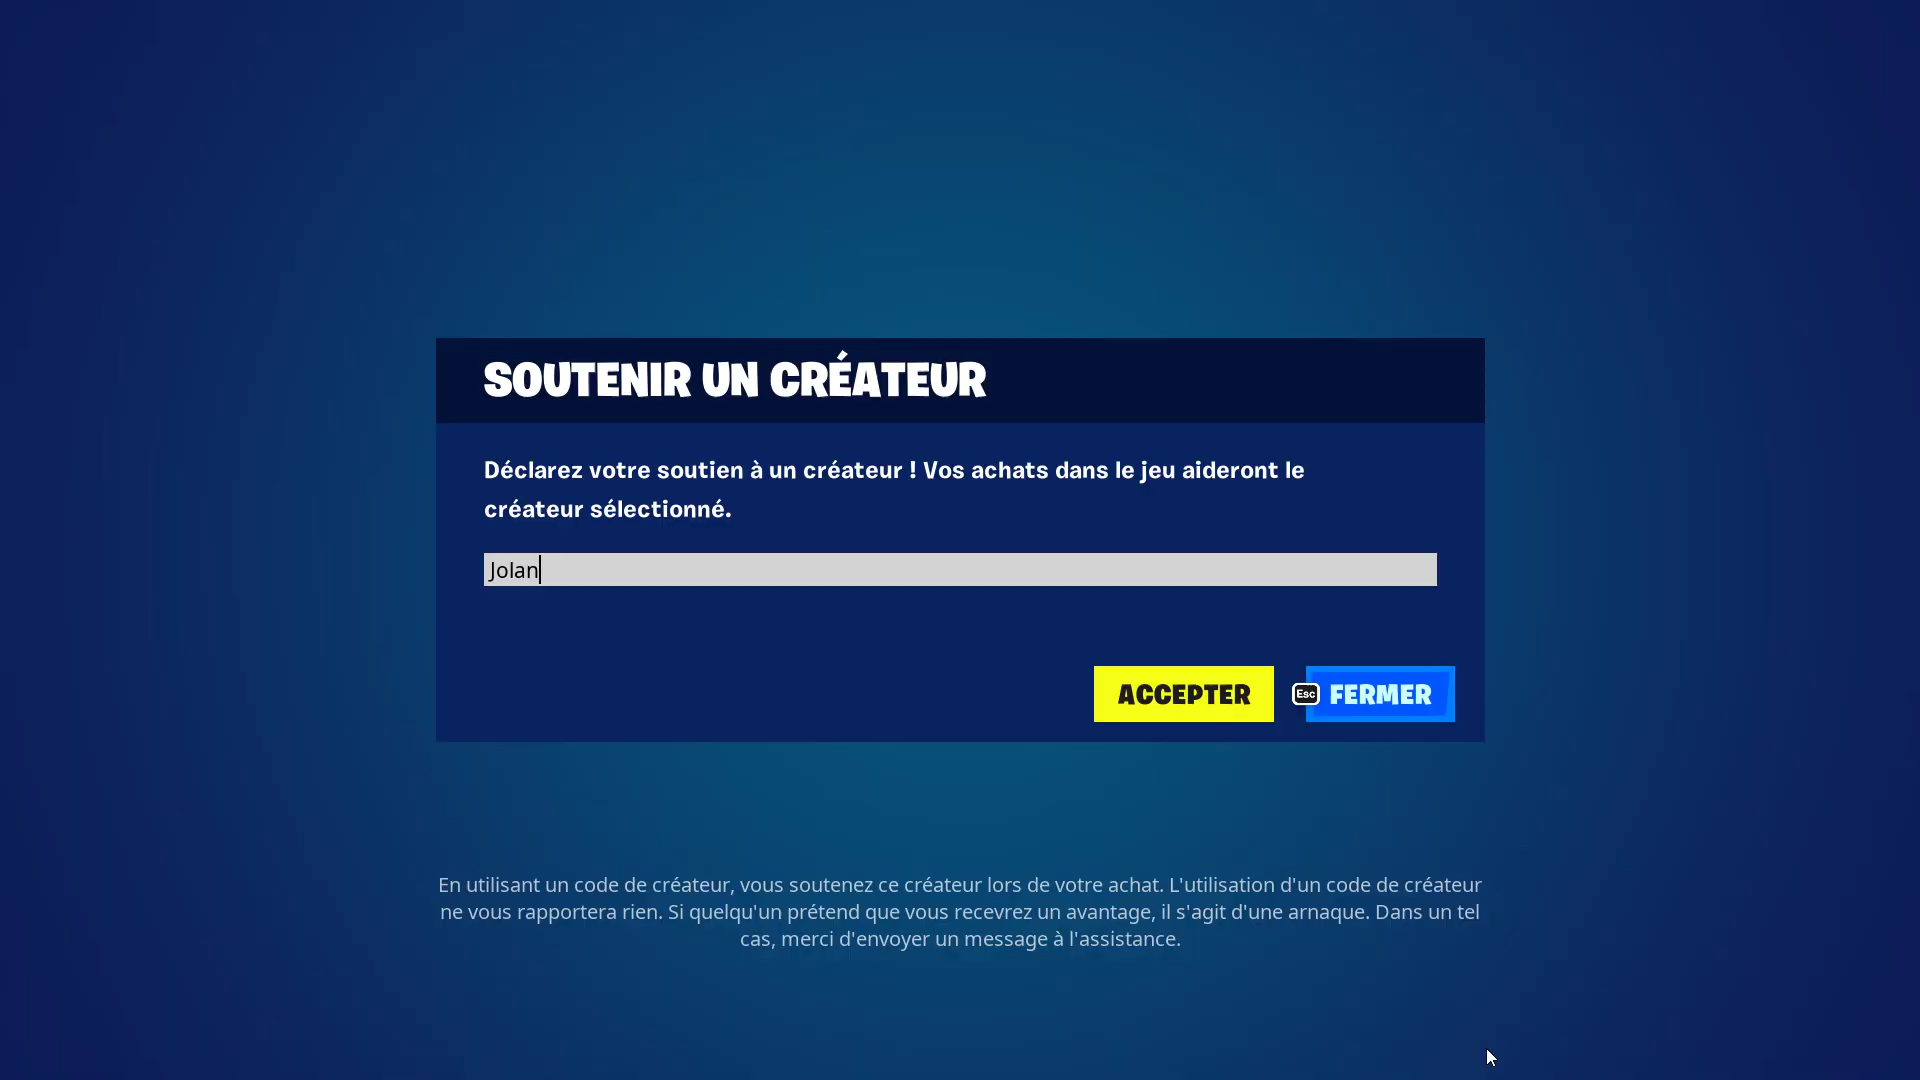 SOUTENIR UN CRÉATEUR
Déclarez votre soutien à un créateur ! Vos achats dans le jeu aideront le
créateur sélectionné.
Jolan
ACCEPTER
Esc FERMER
En utilisant un code de créateur, vous soutenez ce créateur lors de votre achat. L'utilisation d'un code de créateur
ne vous rapportera rien. Si quelqu'un prétend que vous recevrez un avantage, il s'agit d'une arnaque. Dans un tel
cas, merci d'envoyer un message à l'assistance.